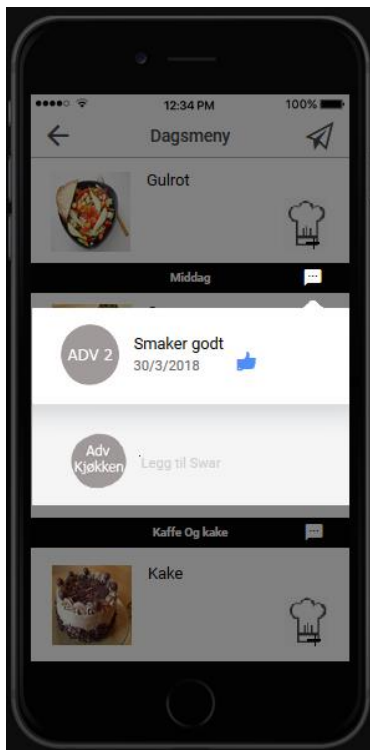 12:34 PM
100%
Dagsmeny
Gulrot
Middag
ADV 2
Smaker godt
30/3/2018
Adv
Kjøkken
Legg til Swar
Kaffe Og kake
Kake